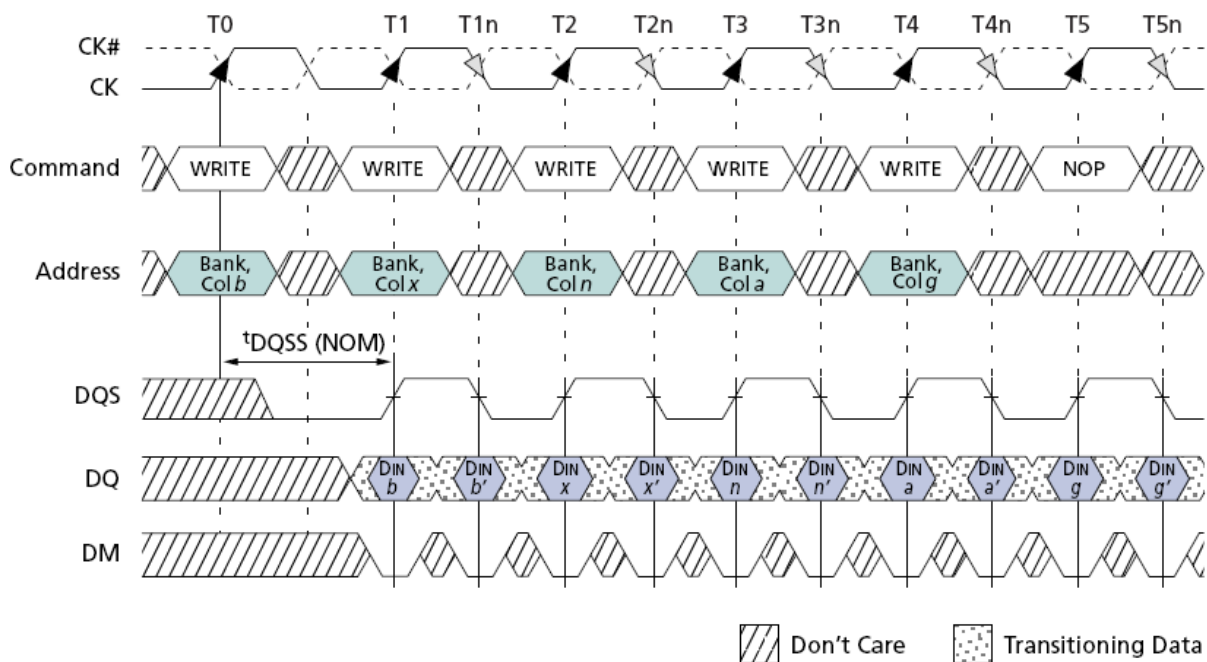 T0 T1 T1n T2 T2n T3 T3n T4 T4n T5 T5n
CK#
CK
Command WRITE WRITE WRITE WRITE WRITE NOP
Address Bank, Col b Bank, Col x Bank, Col n Bank, Col a Bank, Col g
tDQSS (NOM)
DQS
DQ DIN b DIN b' DIN x DIN x' DIN n DIN n' DIN a DIN a' DIN g DIN g'
DM
Don't Care Transitioning Data